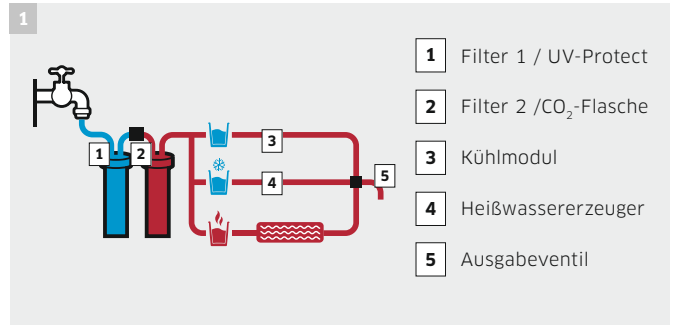 1
1 Filter 1 / UV-Protect
2 Filter 2 /CO₂-Flasche
3 Kühlmodul
4 Heißwassererzeuger
5 Ausgabeventil
1 2 3
4
5